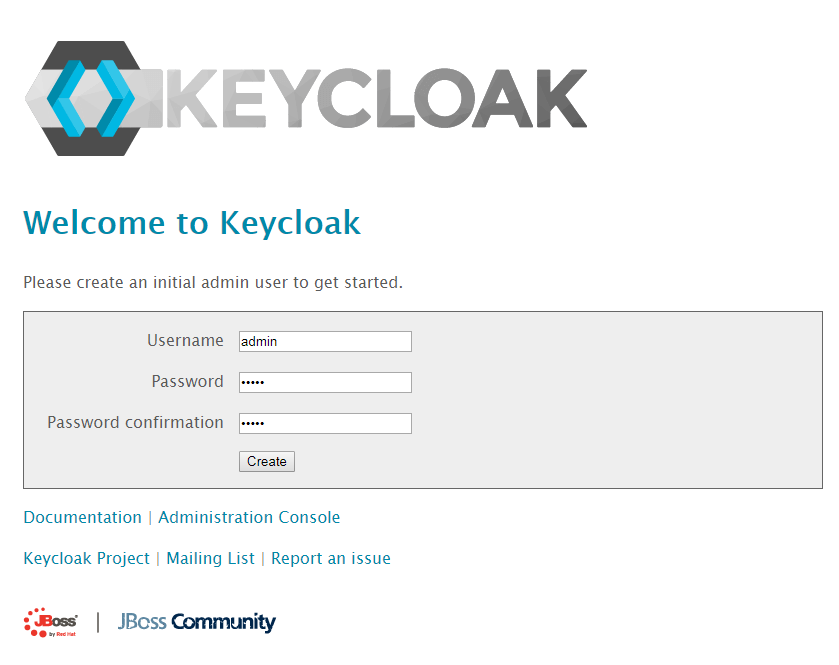 KEYCLOAK
Welcome to Keycloak
Please create an initial admin user to get started.
Username admin
Password •••••
Password confirmation •••••
Create
Documentation | Administration Console
Keycloak Project | Mailing List | Report an issue
JBoss by Red Hat | JBoss Community